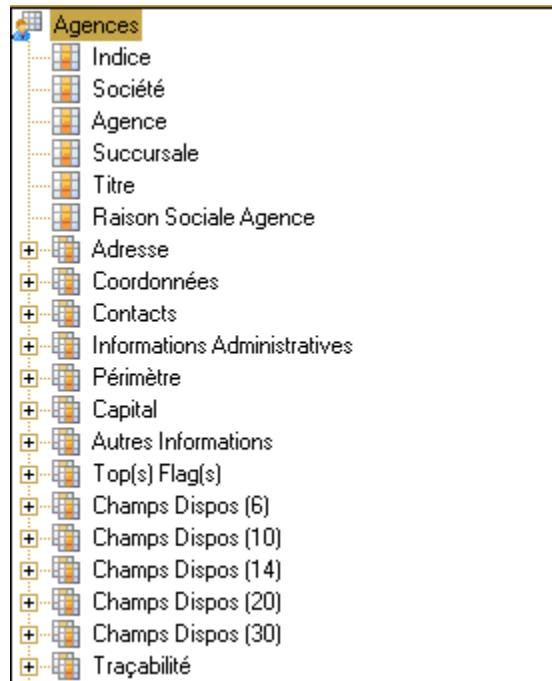 Agences
Indice
Société
Agence
Succursale
Titre
Raison Sociale Agence
Adresse
Coordonnées
Contacts
Informations Administratives
Périmètre
Capital
Autres Informations
Top(s) Flag(s)
Champs Dispos (6)
Champs Dispos (10)
Champs Dispos (14)
Champs Dispos (20)
Champs Dispos (30)
Traçabilité